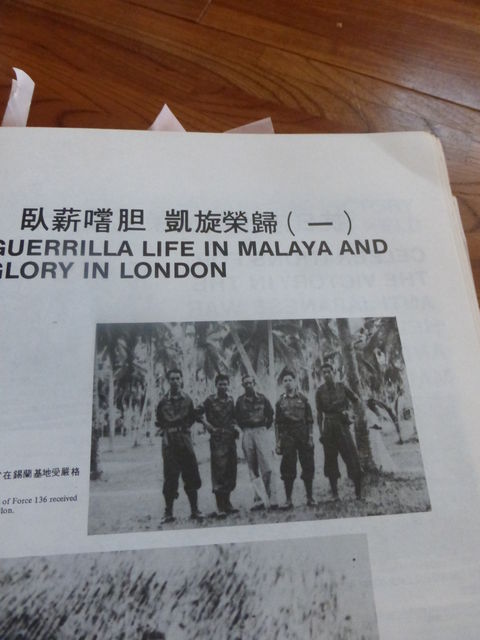 臥薪嚐胆 凱旋榮歸(一)
GUERRILLA LIFE IN MALAYA AND
GLORY IN LONDON
在錫蘭基地受嚴格
of Force 136 received
lon.